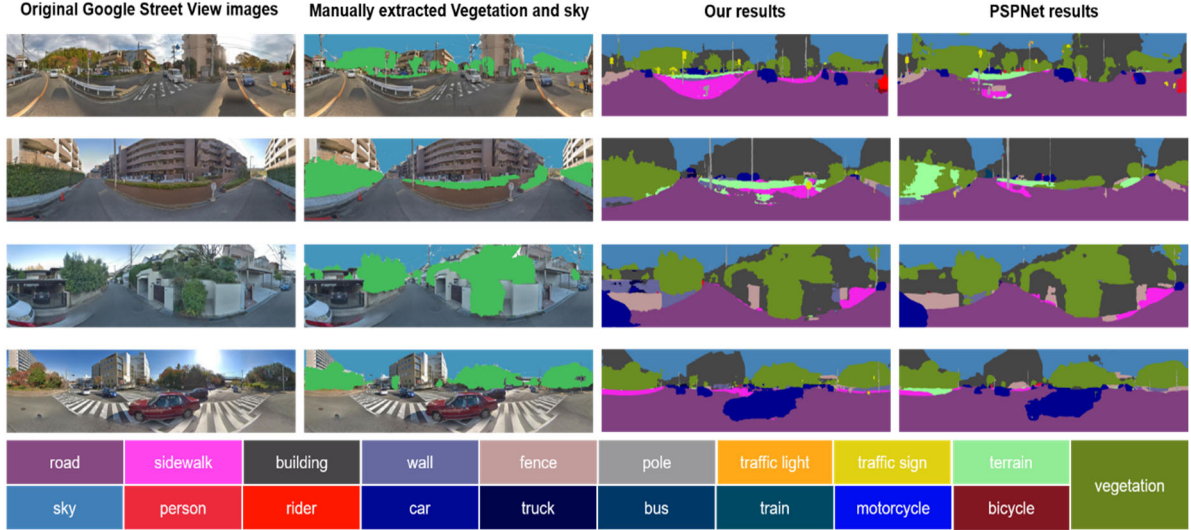 Original Google Street View images
Manually extracted Vegetation and sky
Our results
PSPNet results
road
sidewalk
building
wall
fence
pole
traffic light
traffic sign
terrain
vegetation
sky
person
rider
car
truck
bus
train
motorcycle
bicycle